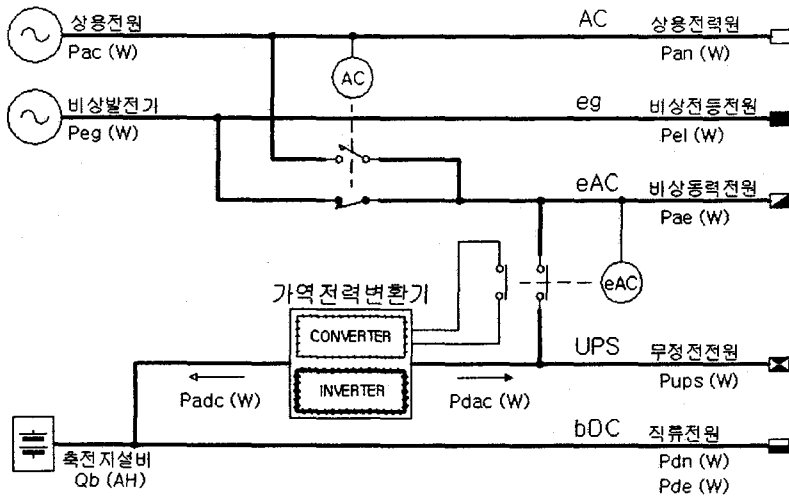 상용전원
Pac (W)
AC
상용전력원
Pan (W)
AC
비상발전기
Peg (W)
eg
비상전등전원
Pel (W)
eAC
비상동력전원
Pae (W)
eAC
가역전력변환기
CONVERTER
INVERTER
UPS
무정전전원
Pups (W)
Padc (W)
Pdac (W)
bDC
직류전원
Pdn (W)
Pde (W)
축전지설비
Qb (AH)